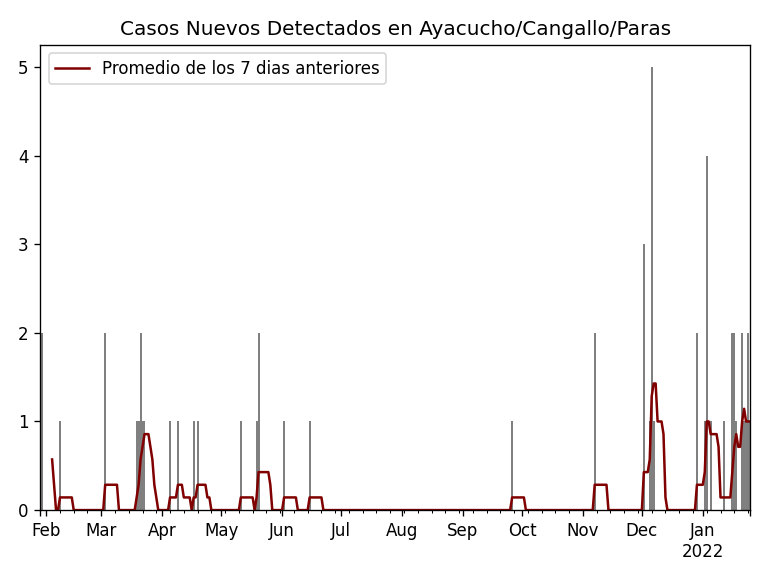 Casos Nuevos Detectados en Ayacucho/Cangallo/Paras
Promedio de los 7 dias anteriores
5
4
3
2
1
0
Feb Mar Apr May Jun Jul Aug Sep Oct Nov Dec Jan
2022